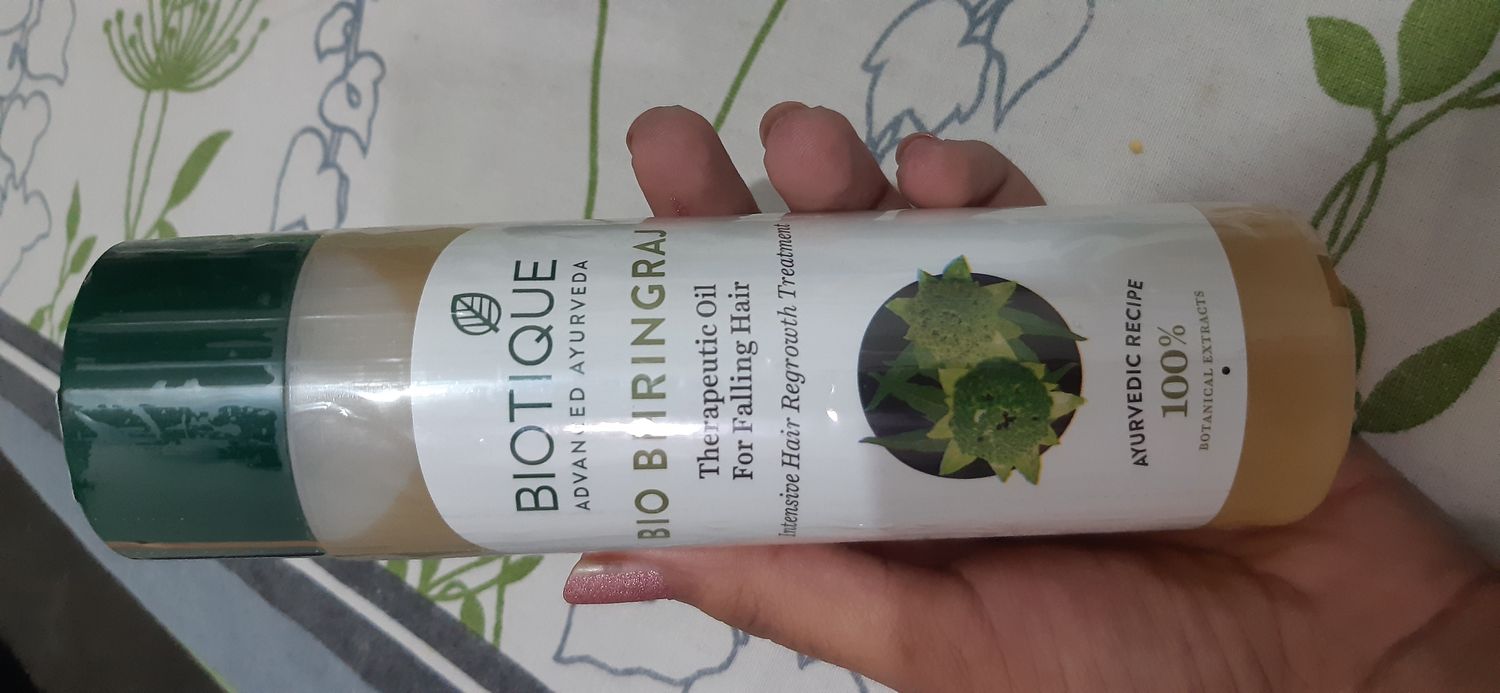 BIOTIQUE
ADVANCED AYURVEDA
BIO BHRINGRAJ
Therapeutic Oil
For Falling Hair
Intensive Hair Regrowth Treatment
AYURVEDIC RECIPE
100%
BOTANICAL EXTRACTS